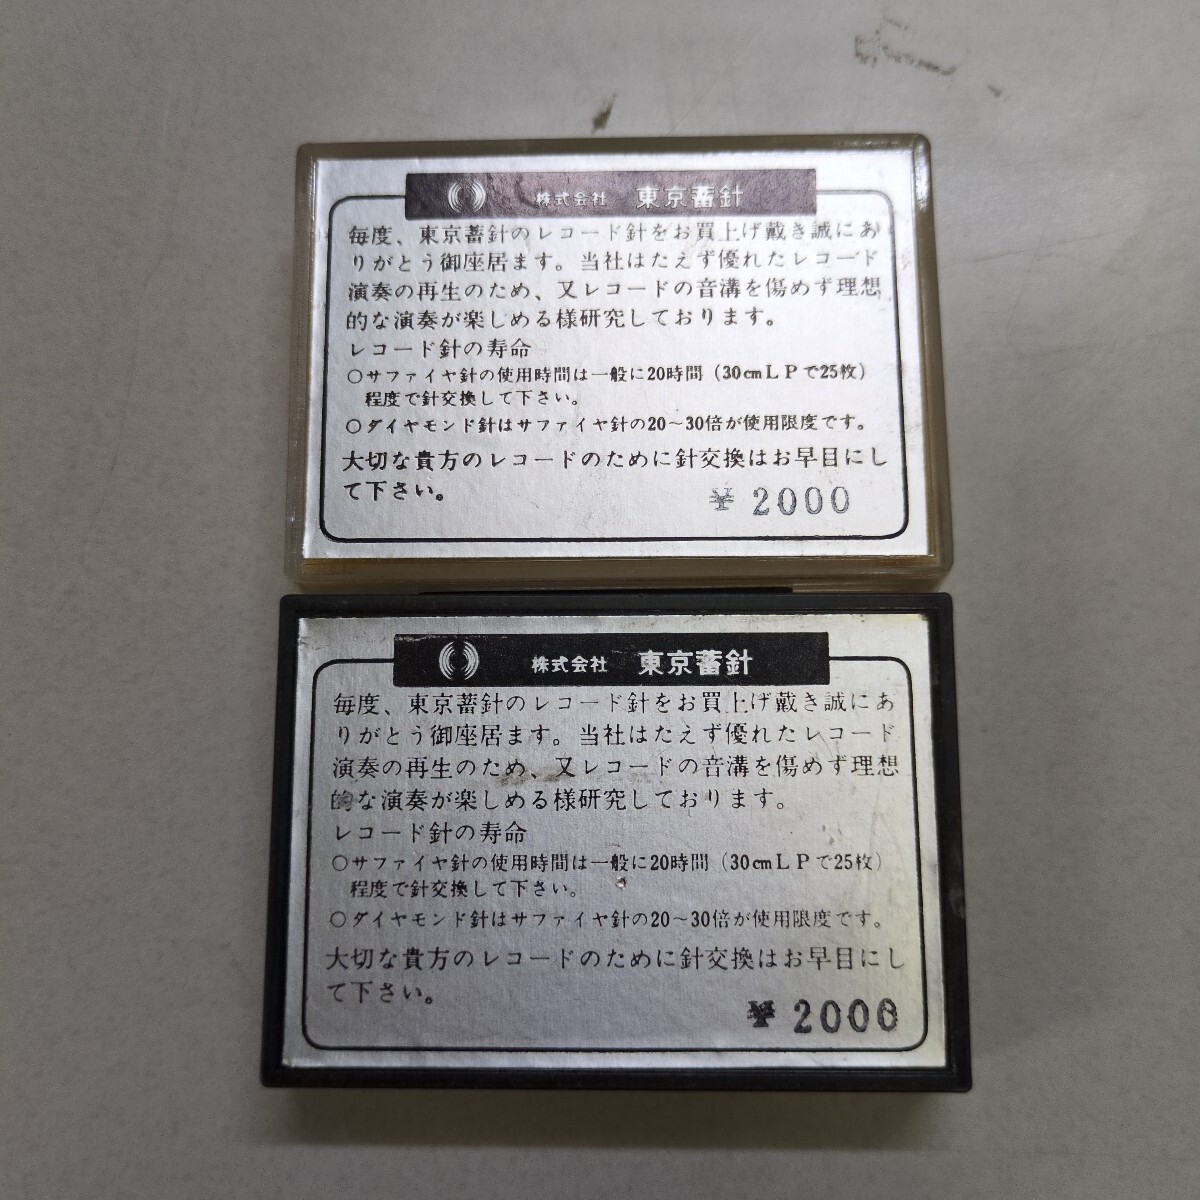 株式会社 東京蓄針
毎度、東京蓄針のレコード針をお買上げ戴き誠にあ
りがとう御座居ます。当社はたえず優れたレコード
演奏の再生のため、又レコードの音溝を傷めず理想
的な演奏が楽しめる様研究しております。
レコード針の寿命
○サファイヤ針の使用時間は一般に20時間（30cmＬＰで25枚）
程度で針交換して下さい。
○ダイヤモンド針はサファイヤ針の20～30倍が使用限度です。
大切な貴方のレコードのために針交換はお早目にし
て下さい。
¥ 2000
株式会社 東京蓄針
毎度、東京蓄針のレコード針をお買上げ戴き誠にあ
りがとう御座居ます。当社はたえず優れたレコード
演奏の再生のため、又レコードの音溝を傷めず理想
的な演奏が楽しめる様研究しております。
レコード針の寿命
○サファイヤ針の使用時間は一般に20時間（30cmＬＰで25枚）
程度で針交換して下さい。
○ダイヤモンド針はサファイヤ針の20～30倍が使用限度です。
大切な貴方のレコードのために針交換はお早目にし
て下さい。
¥ 2000